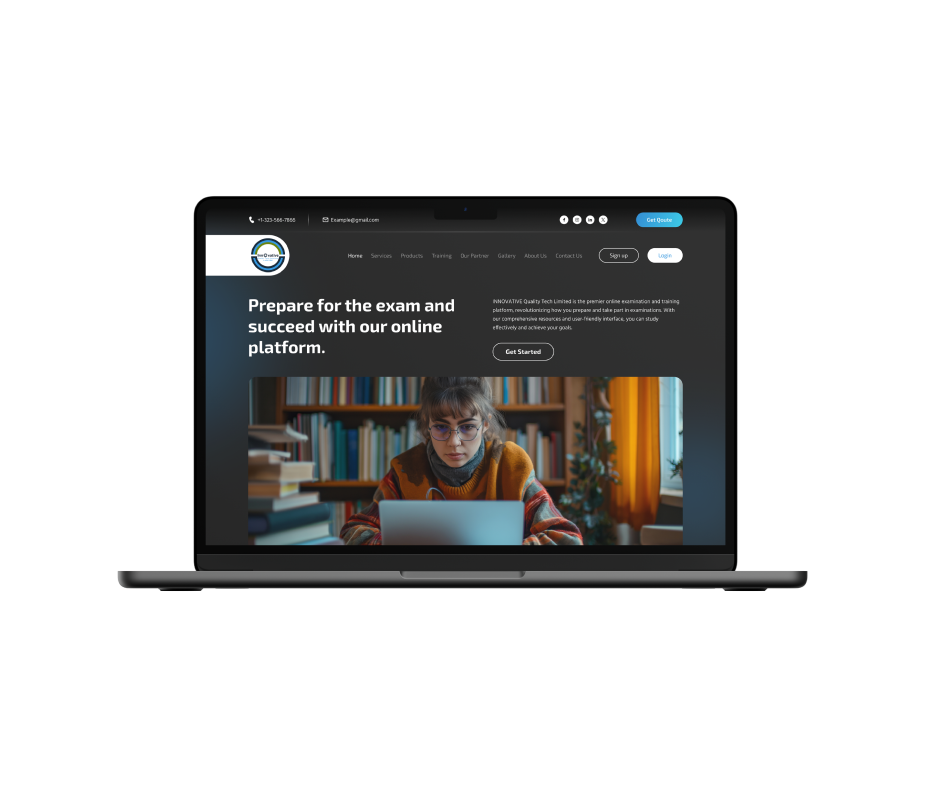 +1-323-566-7868
Example@gmail.com
Get Qoute
Innovative
Home Services Products Training Our Partner Gallery About Us Contact Us
Sign up
Login
Prepare for the exam and
succeed with our online
platform.
INNOVATIVE Quality Tech Limited is the premier online examination and training
platform, revolutionizing how you prepare and take part in examinations. With
our comprehensive resources and user-friendly interface, you can study
effectively and achieve your goals.
Get Started